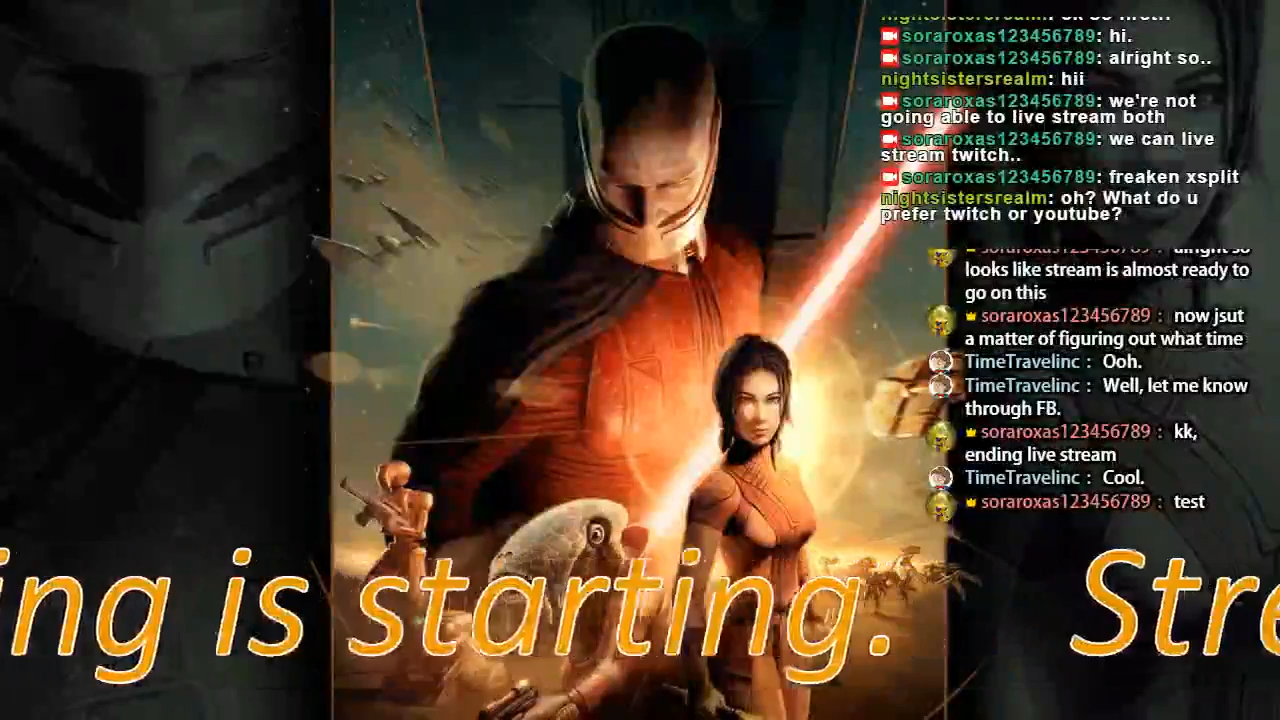 soraroxas123456789: hi.
soraroxas123456789: alright so..
nightsistersrealm: hii
soraroxas123456789: we're not
going able to live stream both
soraroxas123456789: we can live
stream twitch..
soraroxas123456789: freaken xsplit
nightsistersrealm: oh? What do u
prefer twitch or youtube?
soraroxas123456789 : alright so
looks like stream is almost ready to
go on this
soraroxas123456789 : now jsut
a matter of figuring out what time
TimeTravelinc : Ooh.
TimeTravelinc : Well, let me know
through FB.
soraroxas123456789 : kk,
ending live stream
TimeTravelinc : Cool.
soraroxas123456789 : test
ing is starting. Stre